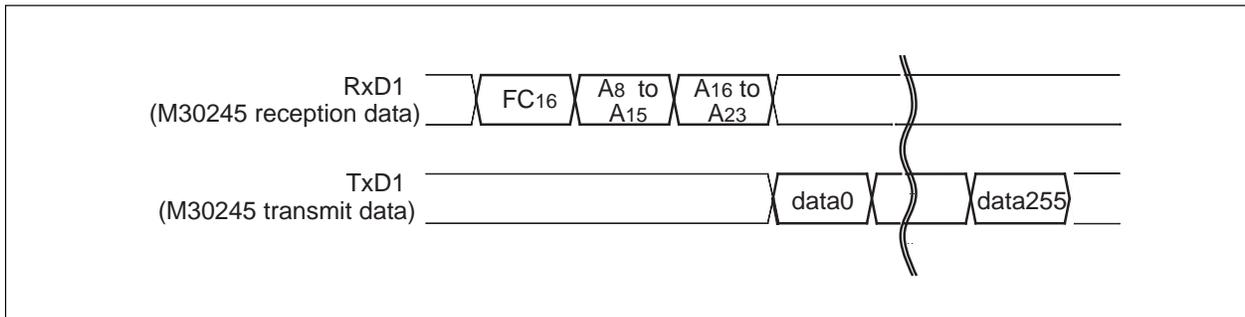 RxD1
(M30245 reception data)
FC16
A8 to
A15
A16 to
A23
TxD1
(M30245 transmit data)
data0
data255